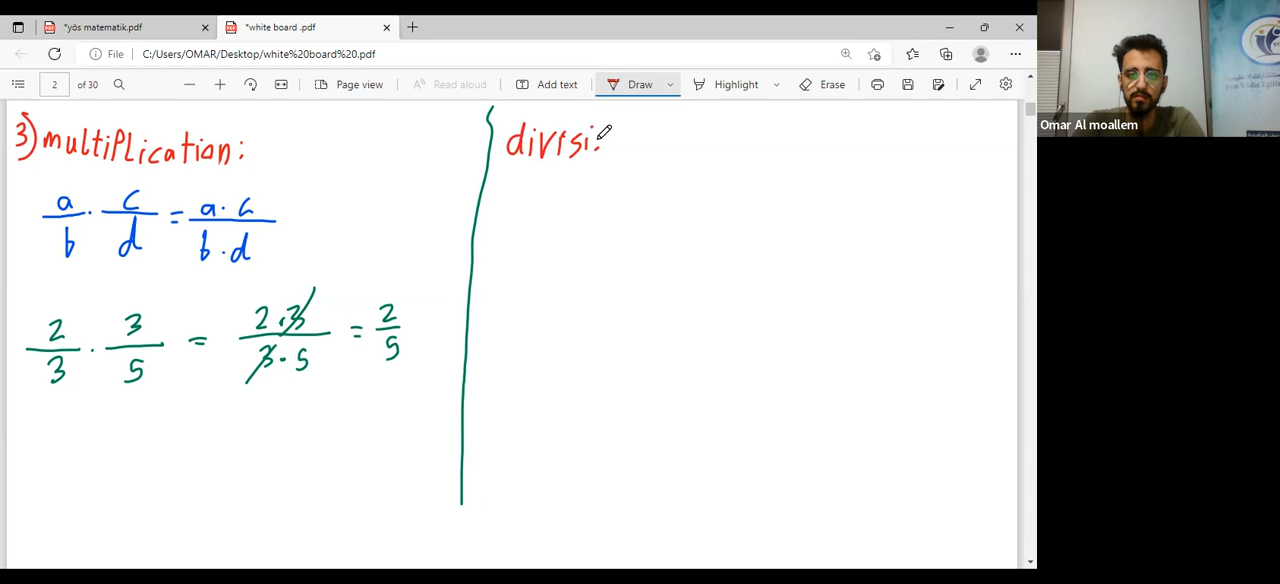 *yös matematik.pdf
*white board .pdf
File C:/Users/OMAR/Desktop/white%20board%20.pdf
2 of 30 Page view Read aloud Add text Draw Highlight Erase
Omar Al moallem
3) multiplication:
a/b · c/d = a·c/b·d
2/3 · 3/5 = 2·3/3·5 = 2/5
divisi